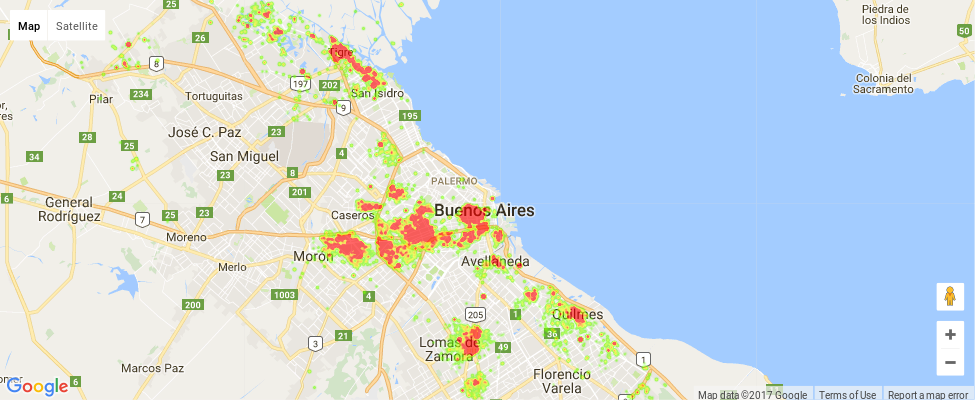 Map
Satellite
25
26
Piedra de
los Indios
50
Tigre
8
197
202
Colonia del
Sacramento
Pilar
234
Tortuguitas
San Isidro
9
195
José C. Paz
23
28
25
4
34
San Miguel
8
23
PALERMO
6
24
201
General
Rodríguez
7
23
Caseros
Buenos Aires
Moreno
Merlo
Morón
Avellaneda
1003
4
200
205
1
Quilmes
36
21
3
Lomas de
Zamora
49
1
Marcos Paz
Florencio
Varela
6
Google
Map data ©2017 Google
Terms of Use
Report a map error